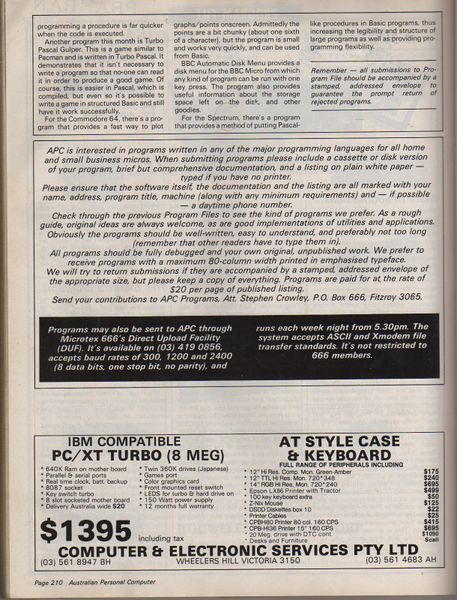 programming a procedure is far quicker
when the code is executed.
Another program this month is Turbo
Pascal Gulper. This is a game similar to
Pacman and is written in Turbo Pascal. It
demonstrates that it isn't necessary to
write a program so that no-one can read
it in order to produce a good game. Of
course, this is easier in Pascal, which is
compiled, but even so it's possible to
write a game in structured Basic and still
have it work successfully.
For the Commodore 64, there's a pro-
gram that provides a fast way to plot
graphs/points onscreen. Admittedly the
points are a bit chunky (about one sixth
of a character), but the program is small
and works very quickly, and can be used
from Basic.
BBC Automatic Disk Menu provides a
disk menu for the BBC Micro from which
any kind of program can be run with one
key press. The program also provides
useful information about the storage
space left on the disk, and other
goodies.
For the Spectrum, there's a program
that provides a method of putting Pascal-
like procedures in Basic programs, thus
increasing the legibility and structure of
large programs as well as providing pro-
gramming flexibility.
Remember — all submissions to Pro-
gram File should be accompanied by a
stamped, addressed envelope to
guarantee the prompt return of
rejected programs.
APC is interested in programs written in any of the major programming languages for all home
and small business micros. When submitting programs please include a cassette or disk version
of your program, brief but comprehensive documentation, and a listing on plain white paper —
typed if you have no printer.
Please ensure that the software itself, the documentation and the listing are all marked with your
name, address, program title, machine (along with any minimum requirements) and — if possible
— a daytime phone number.
Check through the previous Program Files to see the kind of programs we prefer. As a rough
guide, original ideas are always welcome, as are good implementations of utilities and applications.
Obviously the programs should be well-written, easy to understand, and preferably not too long
(remember that other readers have to type them in).
All programs should be fully debugged and your own original, unpublished work. We prefer to
receive programs with a maximum 80-column width printed in emphasised typeface.
We will try to return submissions if they are accompanied by a stamped, addressed envelope of
the appropriate size, but please keep a copy of everything. Programs are paid for at the rate of
$20 per page of published listing.
Send your contributions to APC Programs, Att. Stephen Crowley, P.O. Box 666, Fitzroy 3065.
Programs may also be sent to APC through
Microtex 666's Direct Upload Facility
(DUF). It's available on (03) 419 0856,
accepts baud rates of 300, 1200 and 2400
(8 data bits, one stop bit, no parity), and
runs each week night from 5.30pm. The
system accepts ASCII and Xmodem file
transfer standards. It's not restricted to
666 members.
IBM COMPATIBLE
PC/XT TURBO (8 MEG)
* 640K Ram on mother board
* Parallel & serial ports
* Real time clock, batt. backup
* 8087 socket
* Key switch turbo
* 8 slot socketed mother board
* Delivery Australia wide $20
* Twin 360K drives (Japanese)
* Games port
* Color graphics card
* Front mounted reset switch
* LEDS for turbo & hard drive on
* 150 Watt power supply
* 12 months full warranty
$1395 including tax
AT STYLE CASE
& KEYBOARD
FULL RANGE OF PERIPHERALS INCLUDING
* 12" Hi Res. Comp. Mon. Green-Amber $175
* 12" TTL Hi Res. Mon. 720*348 $240
* 14" RGB Hi Res. Mon. 720*240 $695
* Epson LX86 Printer with Tractor $499
* 100 key keyboard extra $50
* Z-Nix Mouse $125
* DSDD Diskettes box 10 $22
* Printer Cables $25
* CPBH80 Printer 80 col. 160 CPS $415
* CPB-H136 Printer 15" 160 CPS $695
* 20 Meg. drive with DTC cont. $1090
* Desks and Furniture $call
COMPUTER & ELECTRONIC SERVICES PTY LTD
(03) 561 8947 BH WHEELERS HILL VICTORIA 3150 (03) 561 4683 AH
Page 210 Australian Personal Computer